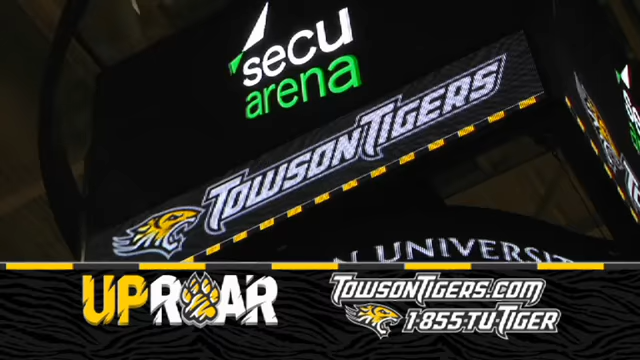 secu
arena
TOWSON TIGERS
UNIVERSIT
UPROAR
TOWSONTIGERS.COM
1·855·TU·TIGER